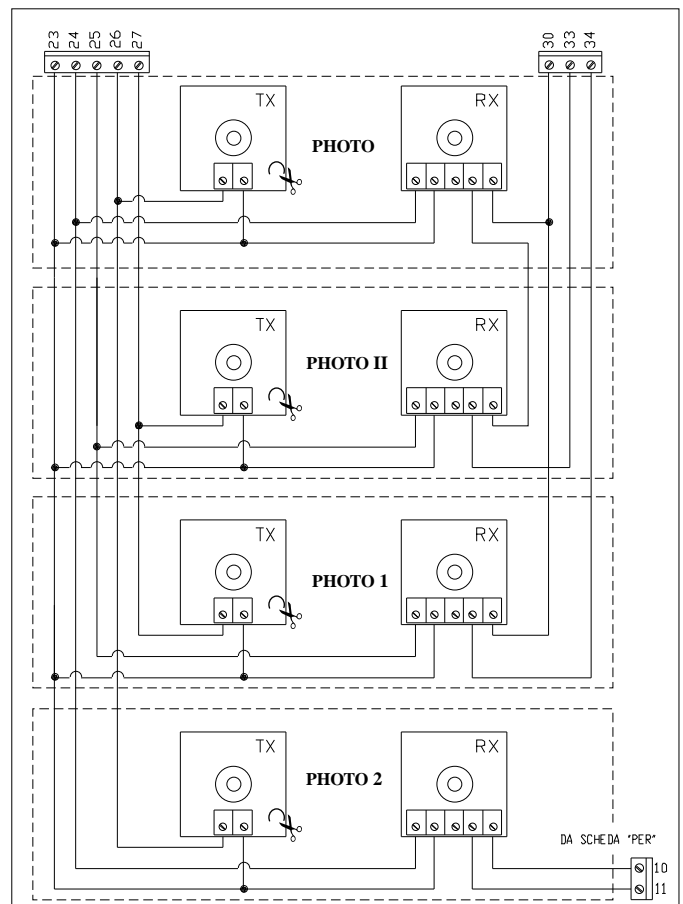 23 24 25 26 27
30 33 34
TX
PHOTO
RX
TX
PHOTO II
RX
TX
PHOTO 1
RX
TX
PHOTO 2
RX
DA SCHEDA "PER"
10
11